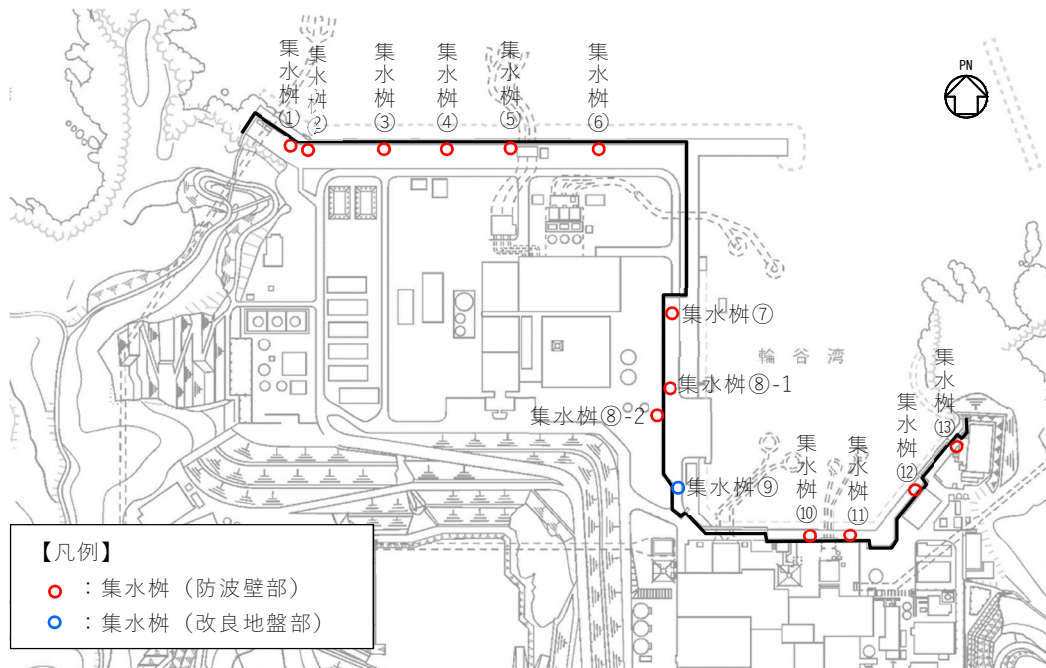 集水桝①
集水桝②
集水桝③
集水桝④
集水桝⑤
集水桝⑥
PN
集水桝⑦
輪谷湾
集水桝⑧-1
集水桝⑧-2
集水桝⑨
集水桝⑩
集水桝⑪
集水桝⑫
集水桝⑬
【凡例】
：集水桝（防波壁部）
：集水桝（改良地盤部）